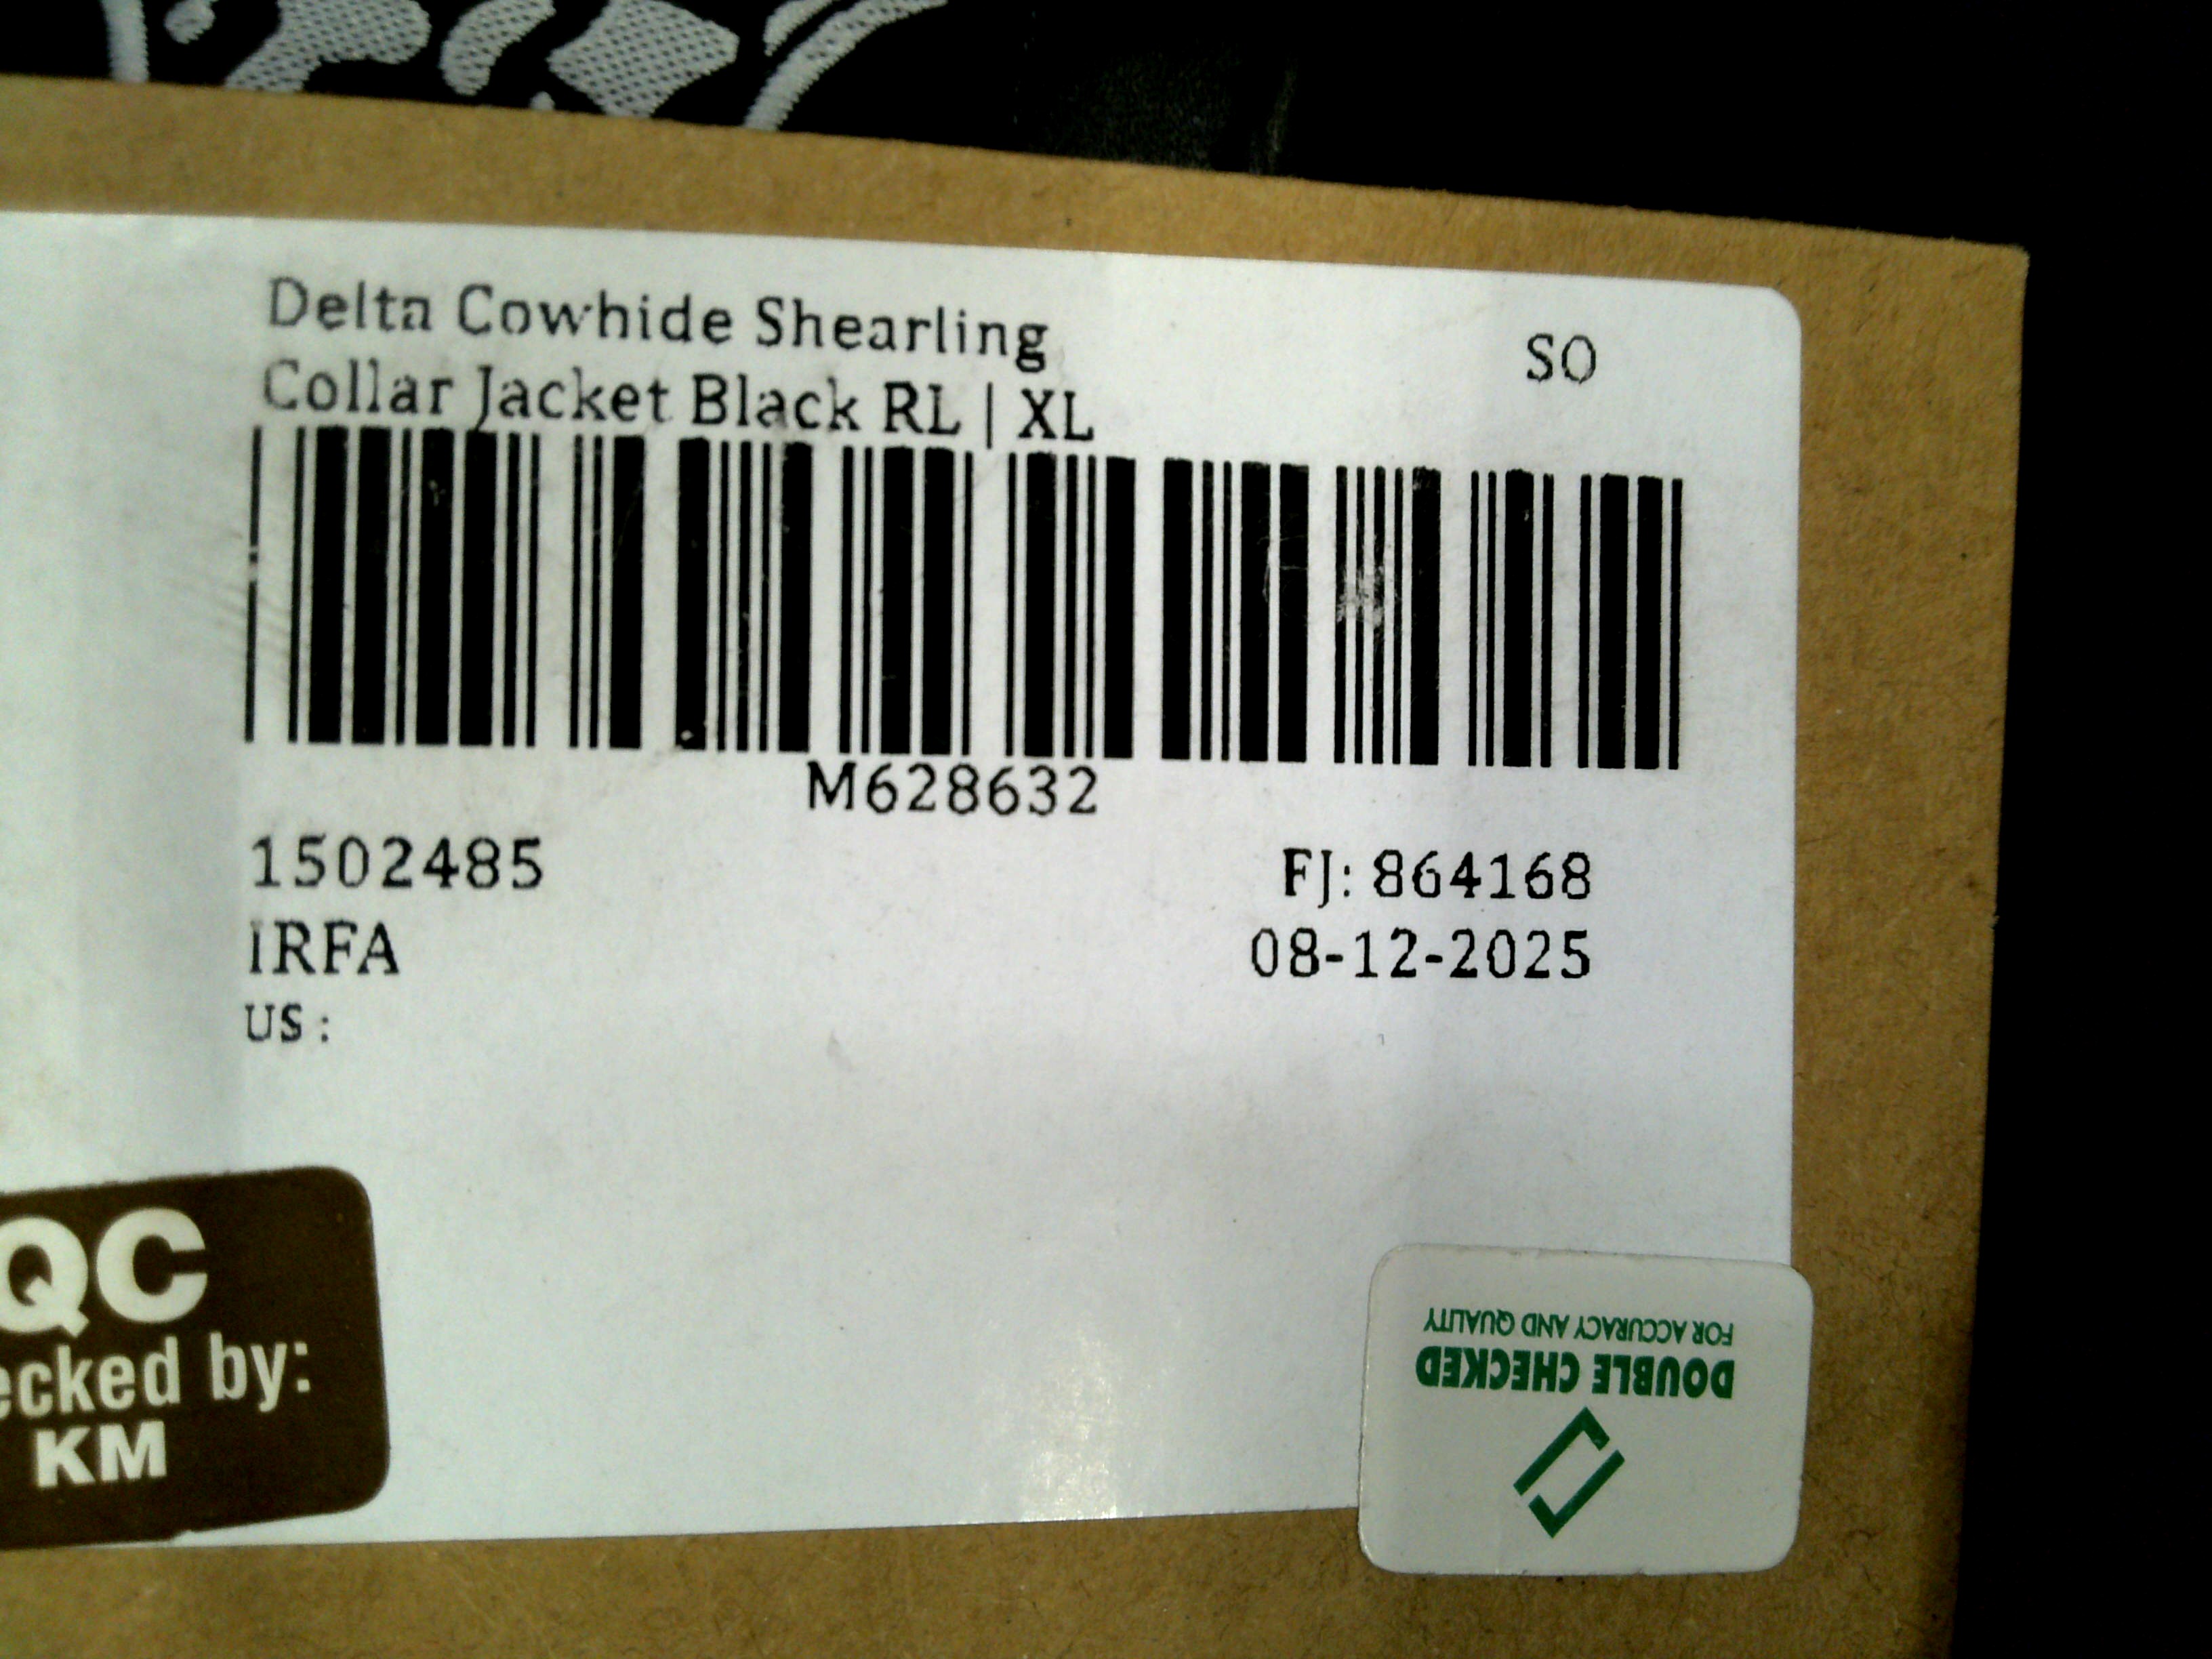 Delta Cowhide Shearling
Collar Jacket Black RL | XL
SO
M628632
1502485
FJ: 864168
IRFA
08-12-2025
US :
QC
ecked by:
KM
DOUBLE CHECKED
FOR ACCURACY AND QUALITY